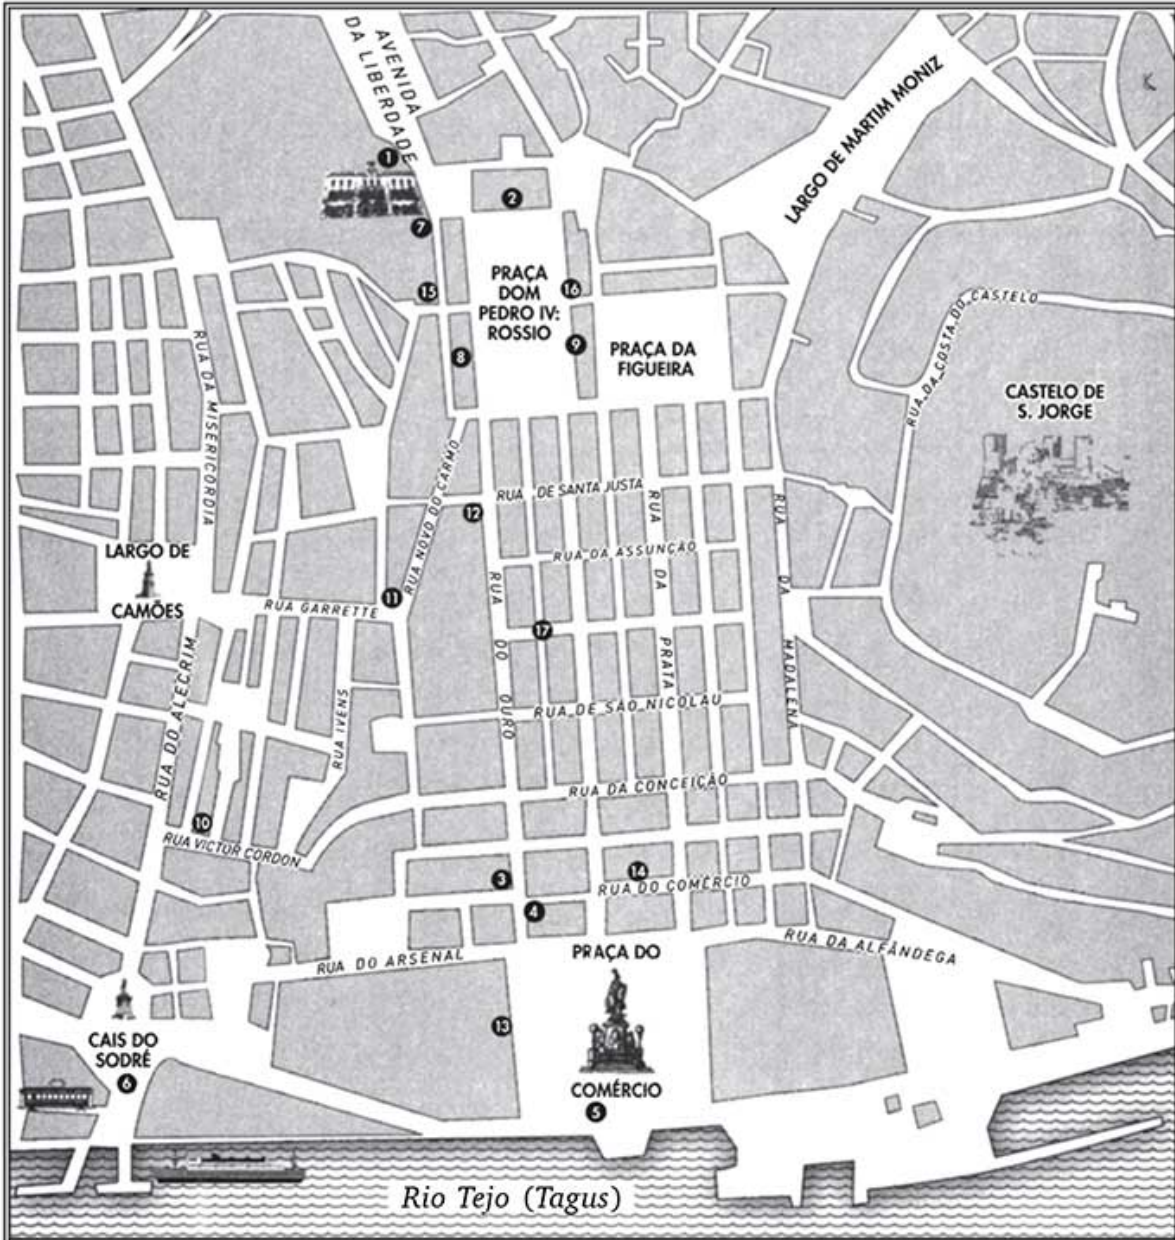 AVENIDA
DA LIBERDADE
LARGO DE MARTIM MONIZ
1
2
7
PRAÇA
DOM
PEDRO IV:
ROSSIO
15
16
8
9
PRAÇA DA
FIGUEIRA
RUA DA COSTA DO CASTELO
CASTELO DE
S. JORGE
RUA DA MISERICORDIA
RUA NOVO DO CARMO
RUA DE SANTA JUSTA
12
RUA DA ASSUNÇÃO
RUA DA PRATA
RUA DA MADALENA
LARGO DE
CAMÕES
RUA GARRETTE
11
RUA DO OURO
17
RUA DO ALECRIM
RUA IVENS
RUA DE SÃO NICOLAU
RUA DA CONCEIÇÃO
10
RUA VICTOR CORDON
3
14
RUA DO COMÉRCIO
4
RUA DO ARSENAL
PRAÇA DO
COMÉRCIO
RUA DA ALFÂNDEGA
13
CAIS DO
SODRÉ
6
5
Rio Tejo (Tagus)